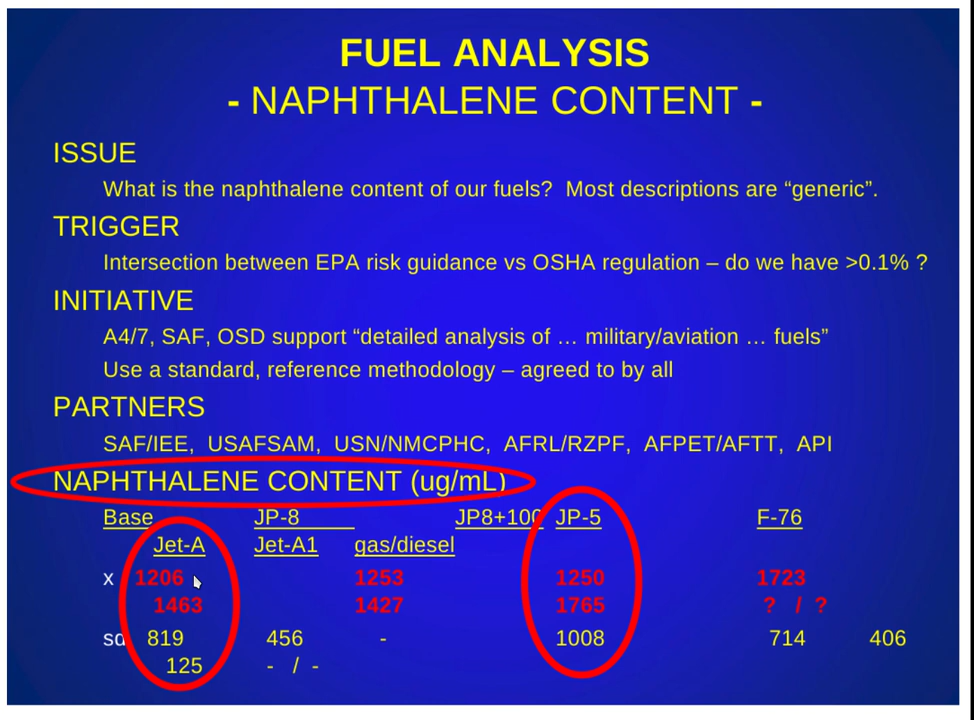 FUEL ANALYSIS
- NAPHTHALENE CONTENT -
ISSUE
What is the naphthalene content of our fuels? Most descriptions are “generic”.
TRIGGER
Intersection between EPA risk guidance vs OSHA regulation – do we have >0.1% ?
INITIATIVE
A4/7, SAF, OSD support “detailed analysis of … military/aviation … fuels”
Use a standard, reference methodology – agreed to by all
PARTNERS
SAF/IEE, USAFSAM, USN/NMCPHC, AFRL/RZPF, AFPET/AFTT, API
NAPHTHALENE CONTENT (ug/mL)
Base JP-8 JP8+100 JP-5 F-76
Jet-A Jet-A1 gas/diesel
x 1206 1253 1250 1723
1463 1427 1765 ? / ?
sd 819 456 - 1008 714 406
125 - / -